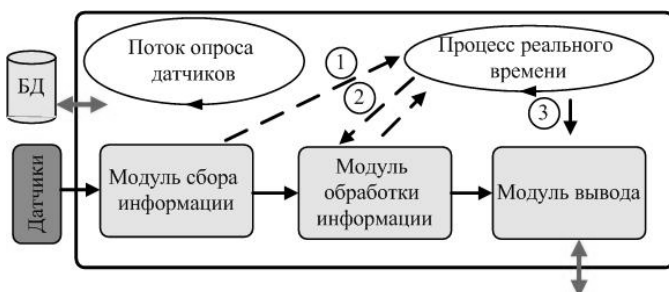 Поток опроса
датчиков
1
Процесс реального
времени
2
БД
3
Датчики
Модуль сбора
информации
Модуль
обработки
информации
Модуль вывода